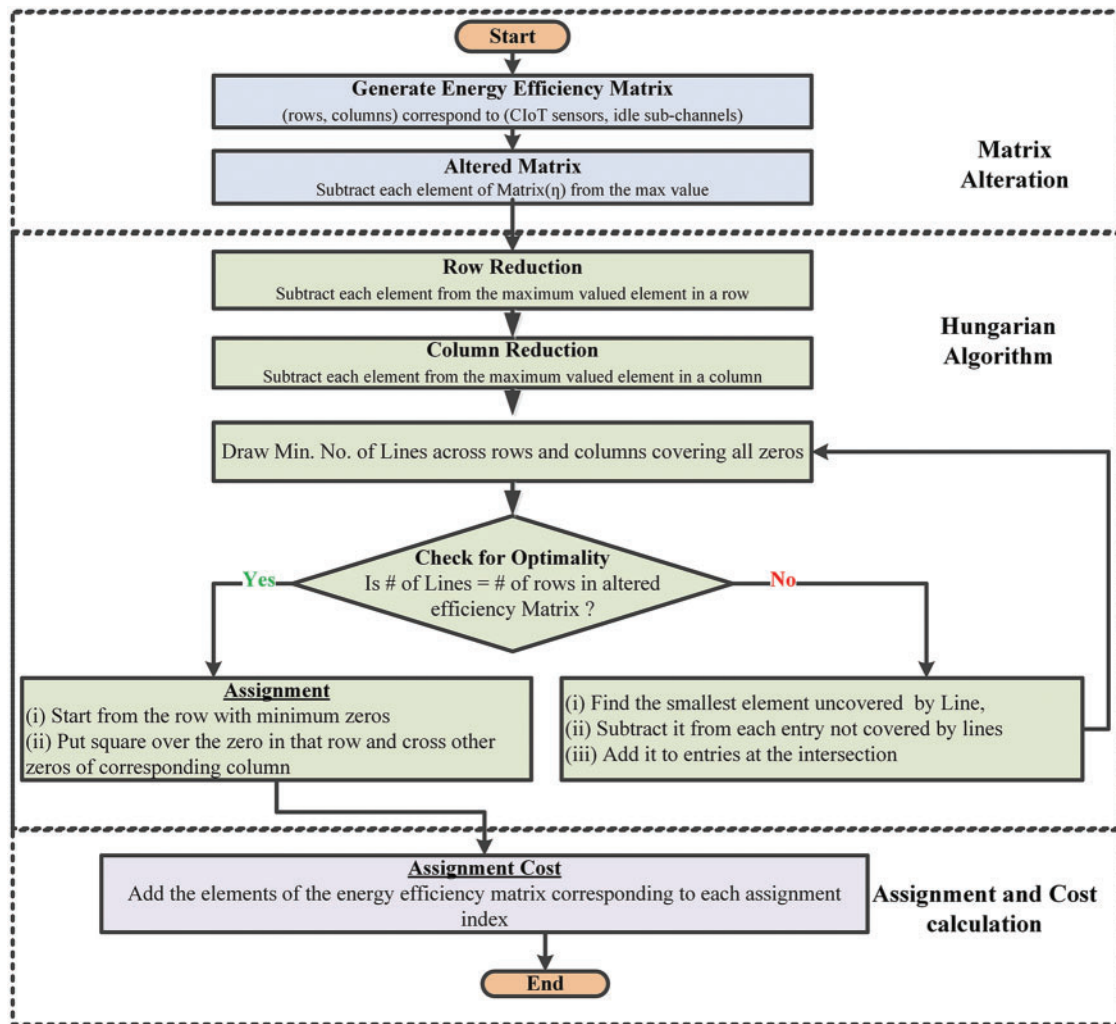 Start
Generate Energy Efficiency Matrix
(rows, columns) correspond to (CIoT sensors, idle sub-channels)
Altered Matrix
Subtract each element of Matrix(η) from the max value
Matrix
Alteration
Row Reduction
Subtract each element from the maximum valued element in a row
Column Reduction
Subtract each element from the maximum valued element in a column
Hungarian
Algorithm
Draw Min. No. of Lines across rows and columns covering all zeros
Check for Optimality
Is # of Lines = # of rows in altered
efficiency Matrix ?
Yes
No
Assignment
(i) Start from the row with minimum zeros
(ii) Put square over the zero in that row and cross other
zeros of corresponding column
(i) Find the smallest element uncovered by Line,
(ii) Subtract it from each entry not covered by lines
(iii) Add it to entries at the intersection
Assignment Cost
Add the elements of the energy efficiency matrix corresponding to each assignment
index
Assignment and Cost
calculation
End